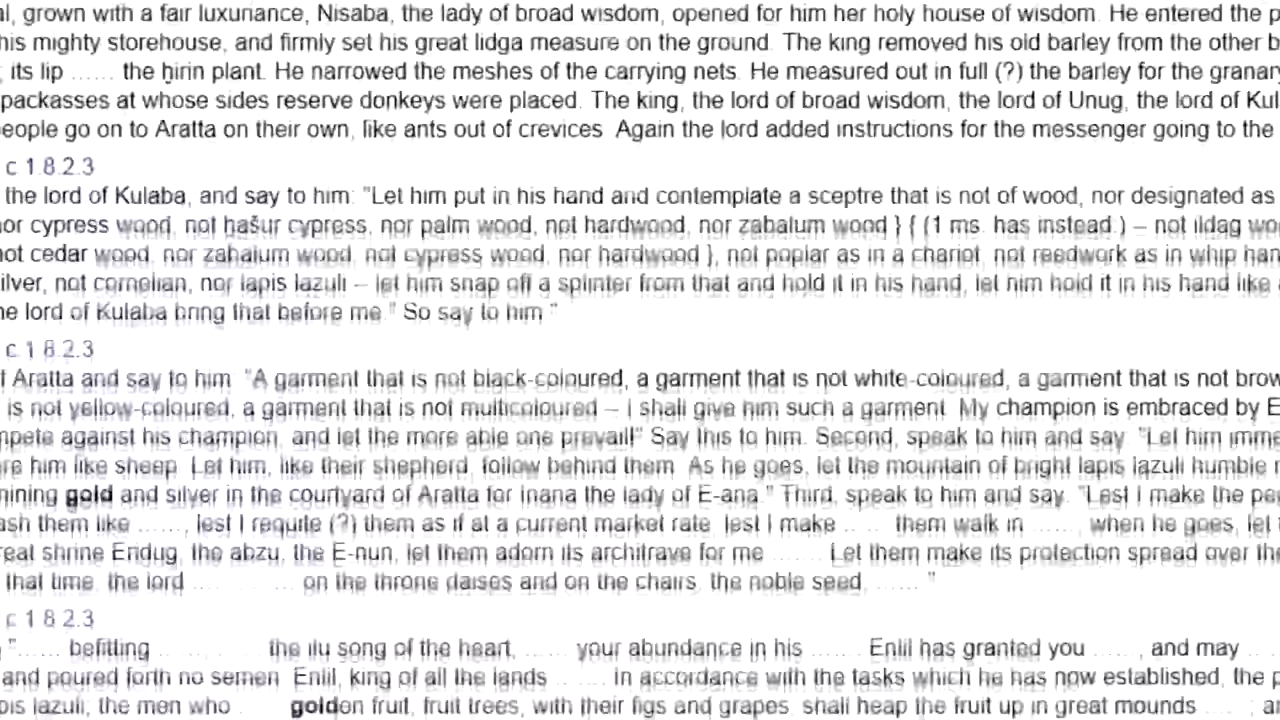 al, grown with a fair luxuriance, Nisaba, the lady of broad wisdom, opened for him her holy house of wisdom. He entered the p
his mighty storehouse, and firmly set his great lidga measure on the ground. The king removed his old barley from the other b
; its lip ...... the ḫirin plant. He narrowed the meshes of the carrying nets. He measured out in full (?) the barley for the granary
packasses at whose sides reserve donkeys were placed. The king, the lord of broad wisdom, the lord of Unug, the lord of Kul
eople go on to Aratta on their own, like ants out of crevices. Again the lord added instructions for the messenger going to the
c.1.8.2.3
the lord of Kulaba, and say to him: "Let him put in his hand and contemplate a sceptre that is not of wood, nor designated as
nor cypress wood, not hašur cypress, nor palm wood, not hardwood, nor zabalum wood } { (1 ms. has instead:) – not ildag wo
not cedar wood, nor zabalum wood, not cypress wood, nor hardwood }, not poplar as in a chariot, not reedwork as in whip han
ilver, not cornelian, nor lapis lazuli – let him snap off a splinter from that and hold it in his hand, let him hold it in his hand like
he lord of Kulaba bring that before me." So say to him."
c.1.8.2.3
f Aratta and say to him: "A garment that is not black-coloured, a garment that is not white-coloured, a garment that is not brow
is not yellow-coloured, a garment that is not multicoloured – I shall give him such a garment. My champion is embraced by E
mpete against his champion, and let the more able one prevail!" Say this to him. Second, speak to him and say: "Let him imme
re him like sheep. Let him, like their shepherd, follow behind them. As he goes, let the mountain of bright lapis lazuli humble
hining gold and silver in the courtyard of Aratta for Inana the lady of E-ana." Third, speak to him and say: "Lest I make the pe
ash them like ......, lest I requite (?) them as if at a current market rate, lest I make ...... them walk in ......, when he goes, let
reat shrine Eridug, the abzu, the E-nun, let them adorn its architrave for me ...... Let them make its protection spread over the
that time, the lord ...... ...... on the throne daises and on the chairs, the noble seed, ...... "
c.1.8.2.3
"...... befitting ...... the ilu song of the heart, ...... your abundance in his ...... Enlil has granted you ......, and may ......
and poured forth no semen. Enlil, king of all the lands ...... In accordance with the tasks which he has now established, the p
pis lazuli; the men who ...... golden fruit, fruit trees, with their figs and grapes, shall heap the fruit up in great mounds ......;